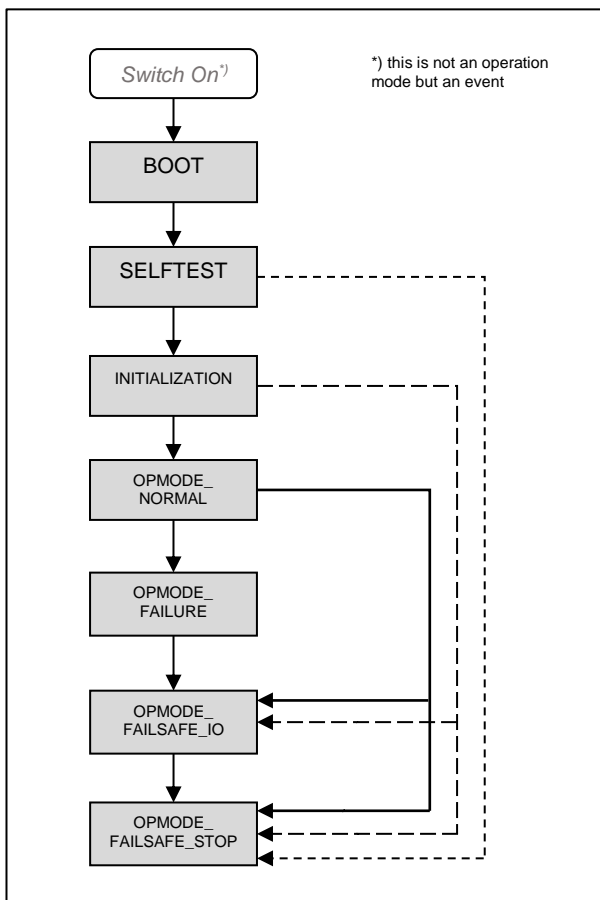 Switch On*)
*) this is not an operation
mode but an event
BOOT
SELFTEST
INITIALIZATION
OPMODE_
NORMAL
OPMODE_
FAILURE
OPMODE_
FAILSAFE_IO
OPMODE_
FAILSAFE_STOP